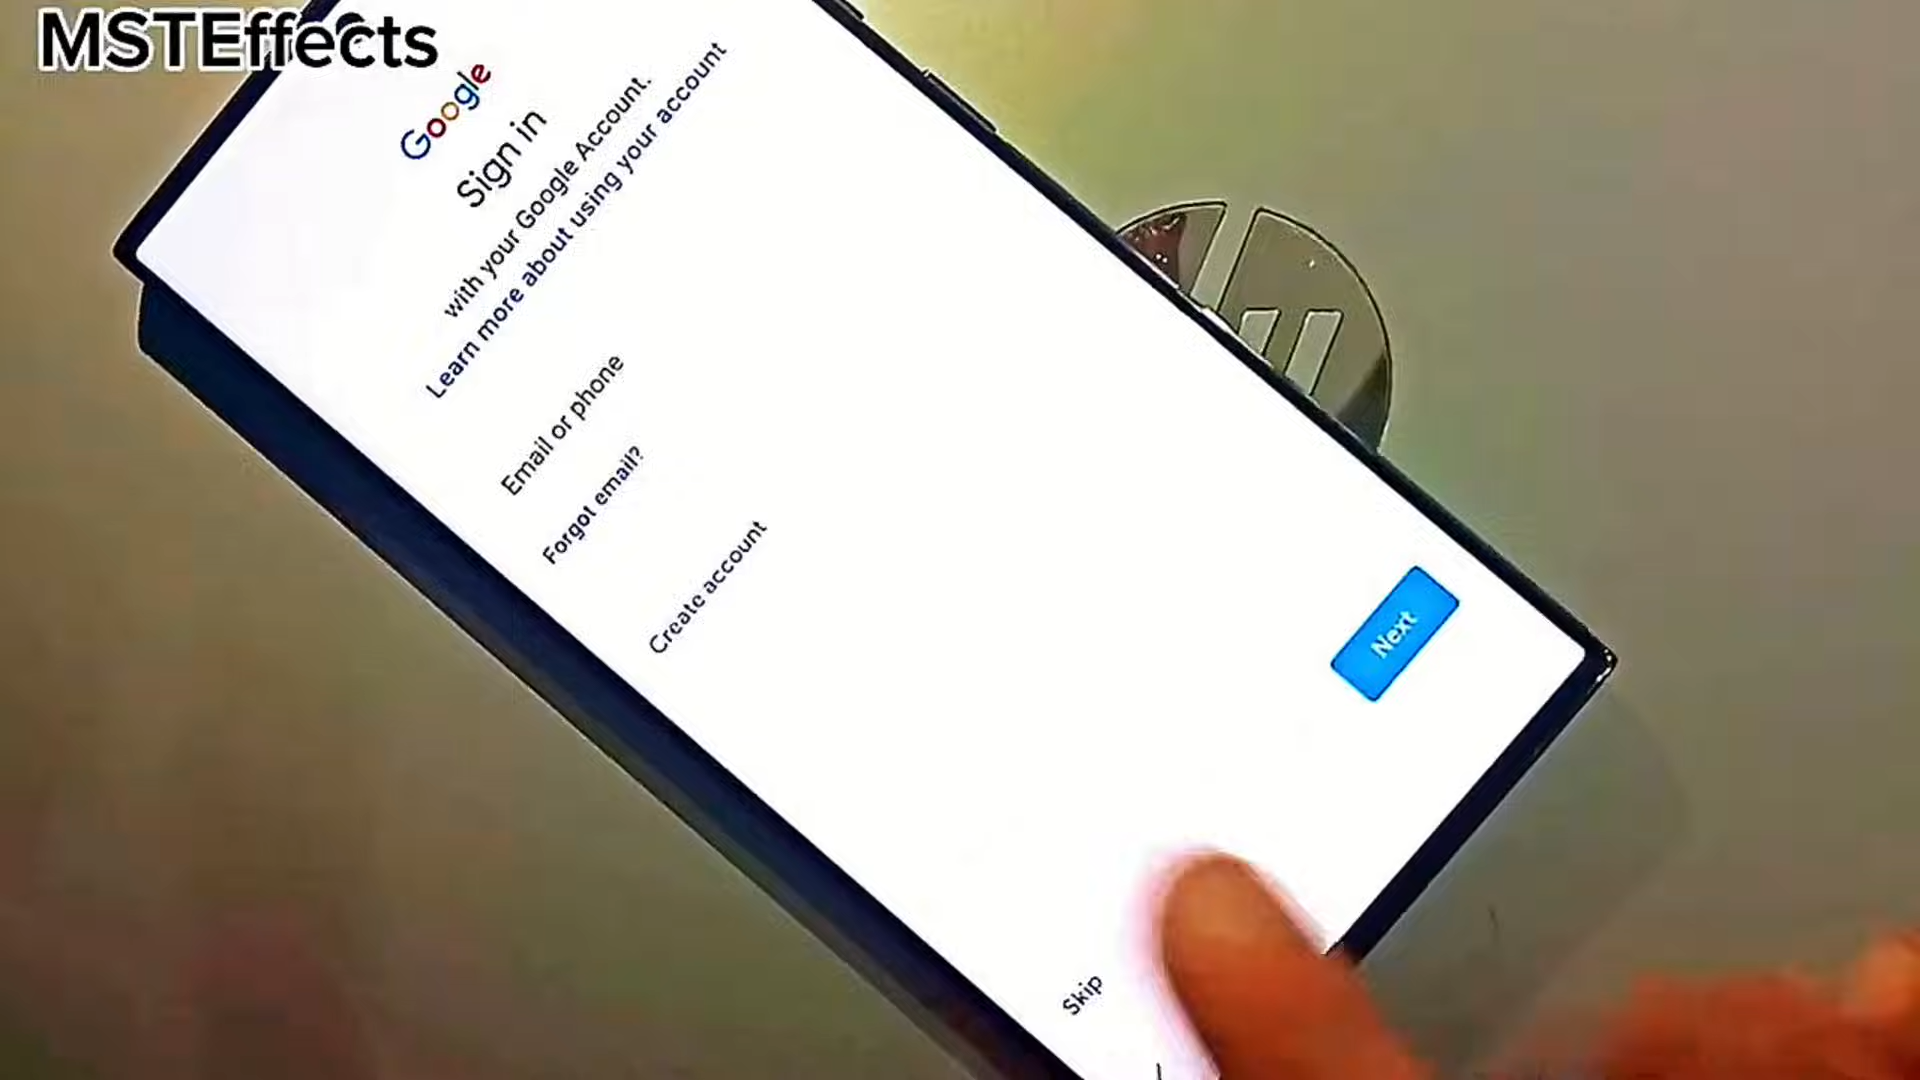 MSTEffects
Google
Sign in
with your Google Account.
Learn more about using your account
Email or phone
Forgot email?
Create account
Next
Skip